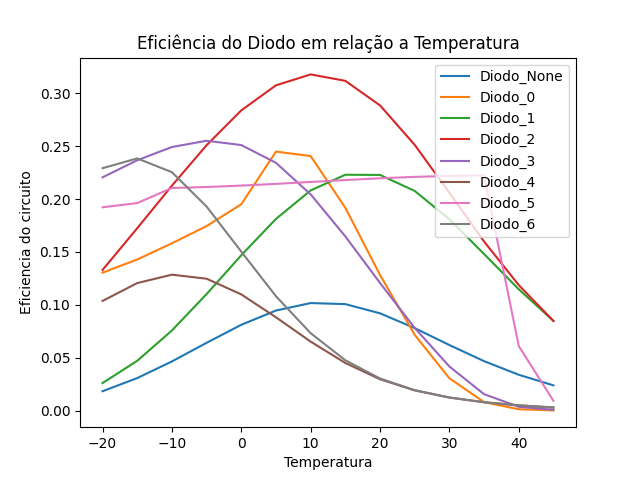 Eficiência do Diodo em relação a Temperatura
Eficiencia do circuito
0.30
0.25
0.20
0.15
0.10
0.05
0.00
Diodo_None
Diodo_0
Diodo_1
Diodo_2
Diodo_3
Diodo_4
Diodo_5
Diodo_6
−20 −10 0 10 20 30 40
Temperatura